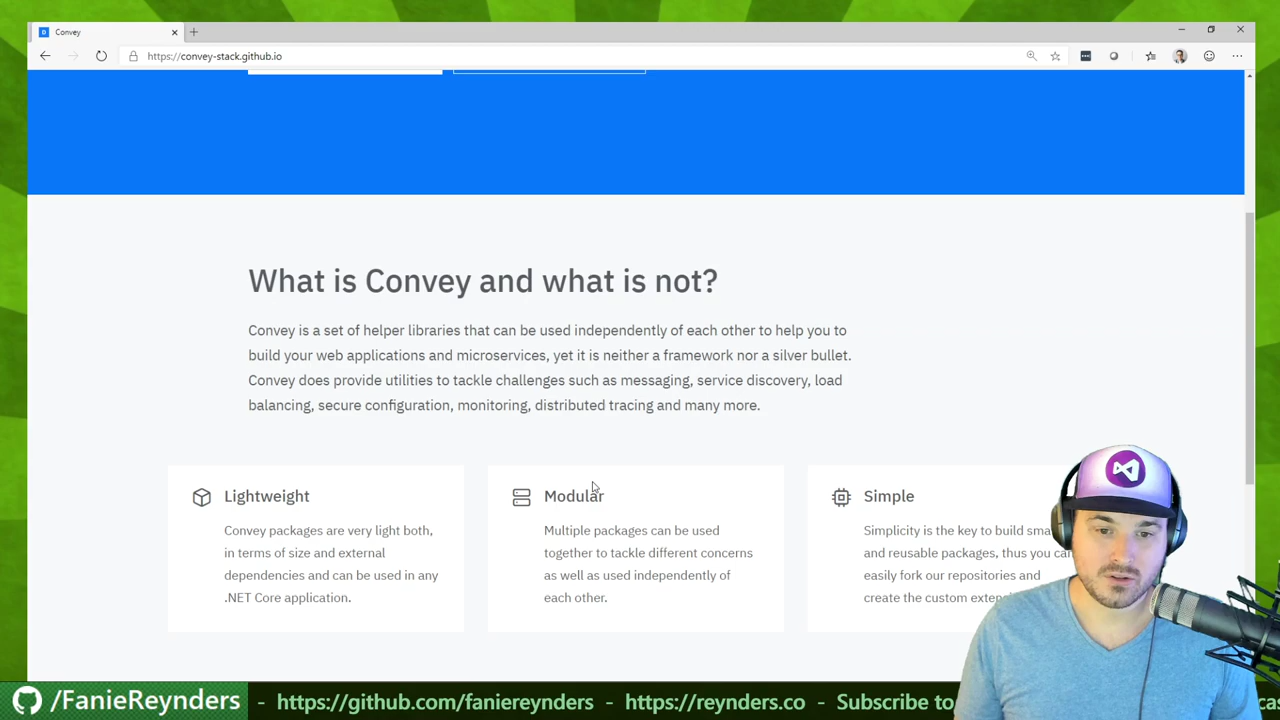 Convey
https://convey-stack.github.io
What is Convey and what is not?
Convey is a set of helper libraries that can be used independently of each other to help you to
build your web applications and microservices, yet it is neither a framework nor a silver bullet.
Convey does provide utilities to tackle challenges such as messaging, service discovery, load
balancing, secure configuration, monitoring, distributed tracing and many more.
Lightweight
Convey packages are very light both,
in terms of size and external
dependencies and can be used in any
.NET Core application.
Modular
Multiple packages can be used
together to tackle different concerns
as well as used independently of
each other.
Simple
Simplicity is the key to build
and reusable packages, thus you can
easily fork our repositories and
create the custom
/FanieReynders - https://github.com/faniereynders - https://reynders.co - Subscribe to